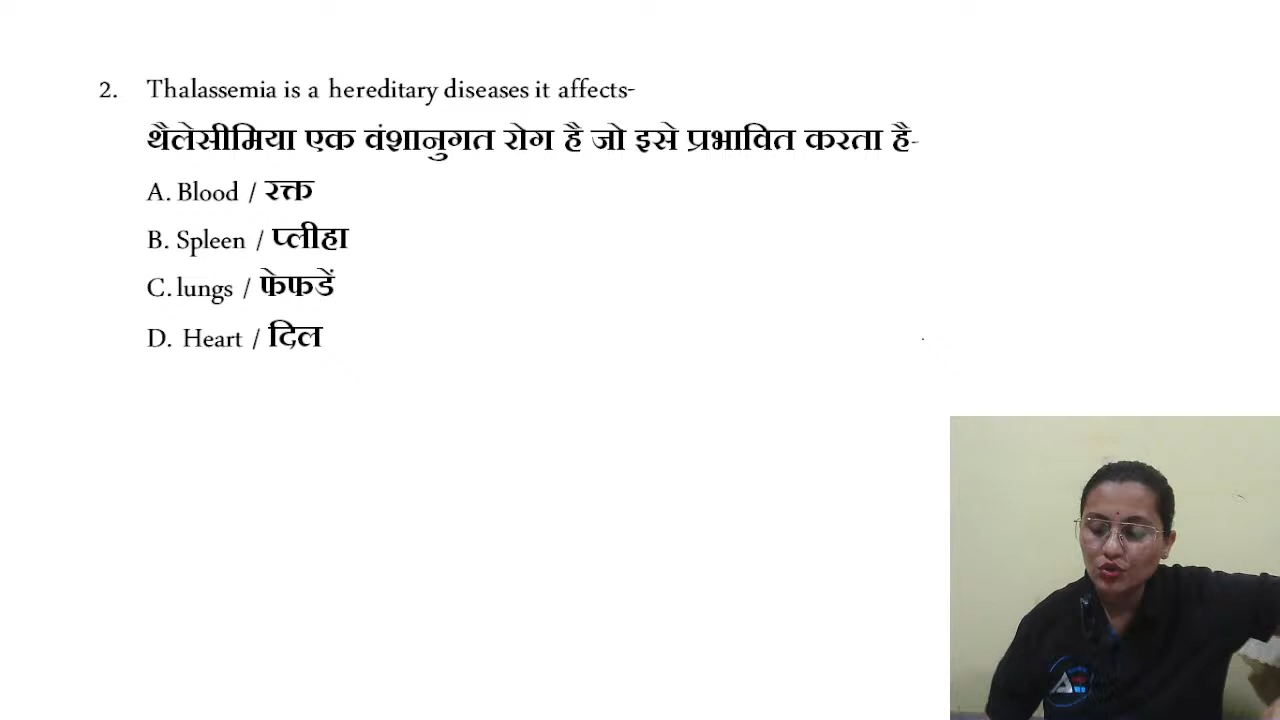 2. Thalassemia is a hereditary diseases it affects-
थैलेसीमिया एक वंशानुगत रोग है जो इसे प्रभावित करता है-
A. Blood / रक्त
B. Spleen / प्लीहा
C. lungs / फेफडें
D. Heart / दिल